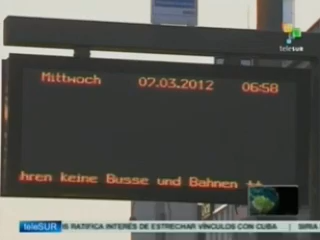 teleSUR
Mittwoch 07.03.2012 06:58
hren keine Busse und Bahnen ++
teleSUR IS RATIFICA INTERÉS DE ESTRECHAR VÍNCULOS CON CUBA SIRIA